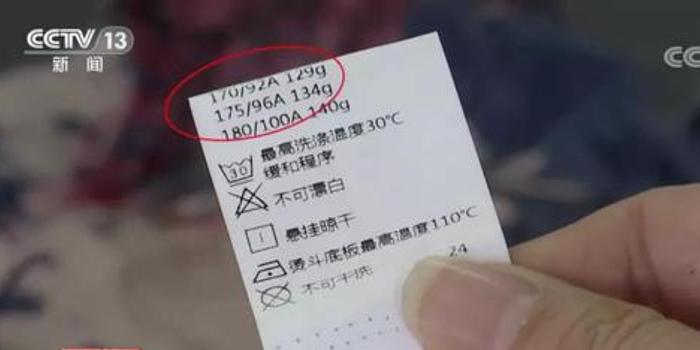 CCTV 13
新闻
CC
170/92A 129g
175/96A 134g
180/100A 140g
30
最高洗涤温度30℃
缓和程序
不可漂白
悬挂晾干
熨斗底板最高温度110℃
不可干洗
24